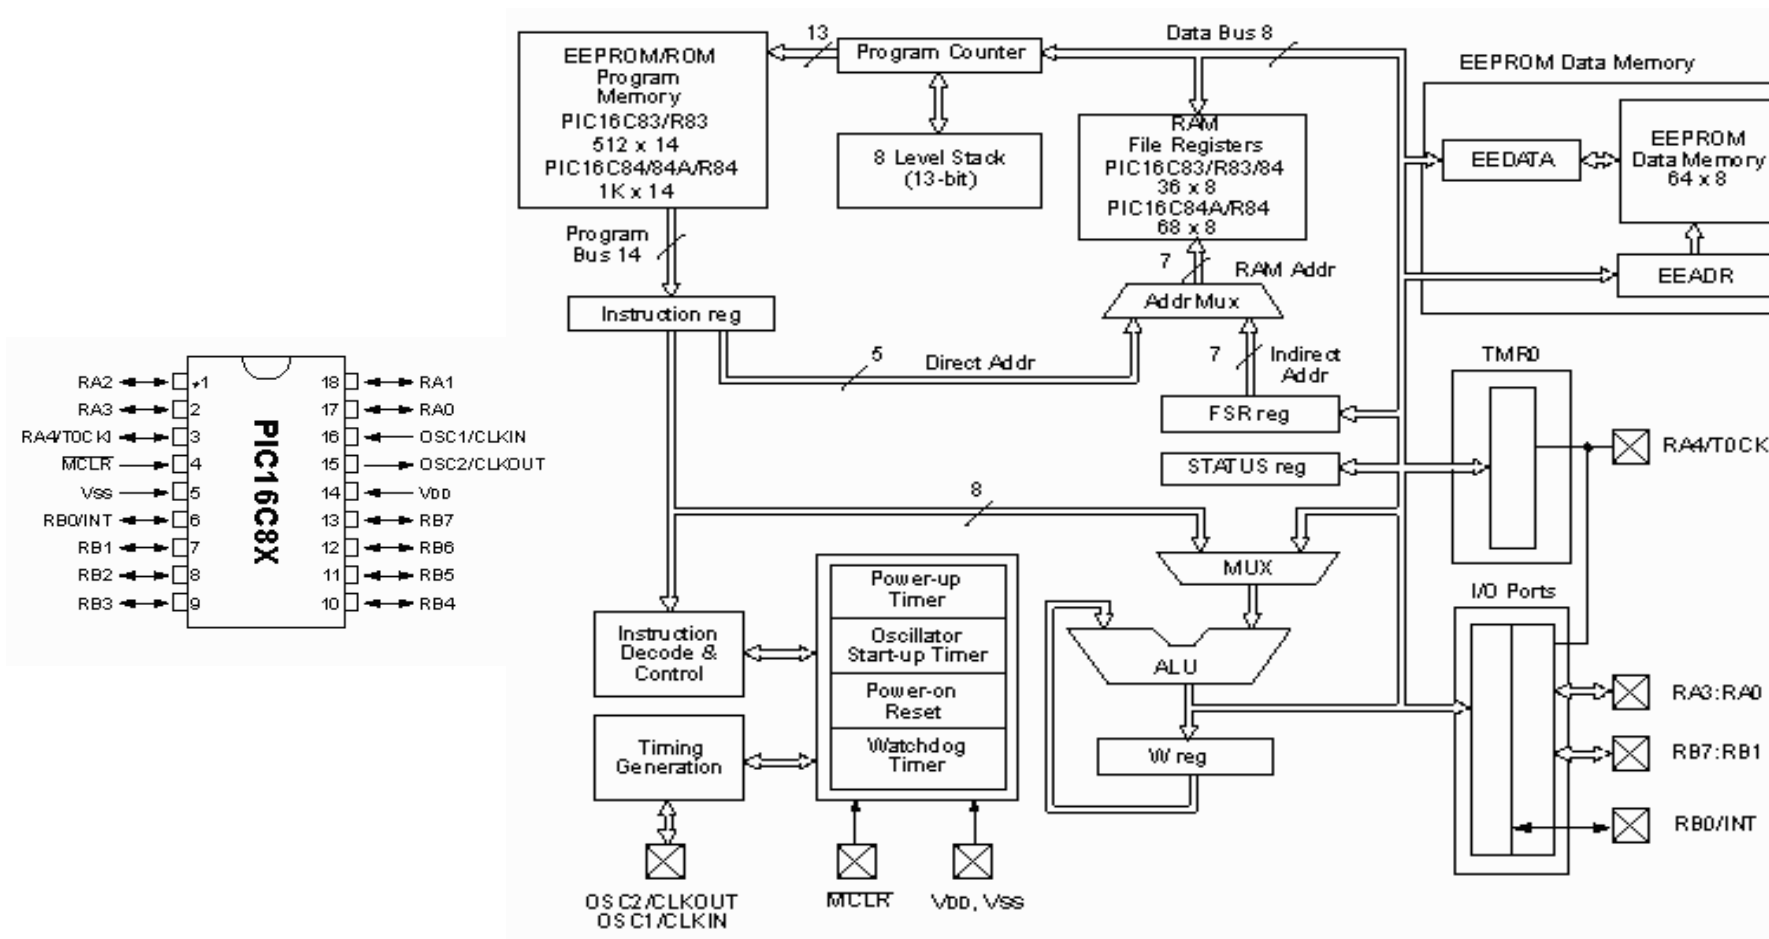 RA2
RA3
RA4/T0CKI
MCLR
VSS
RB0/INT
RB1
RB2
RB3
1
2
3
4
5
6
7
8
9
PIC16C8X
18
17
16
15
14
13
12
11
10
RA1
RA0
OSC1/CLKIN
OSC2/CLKOUT
VDD
RB7
RB6
RB5
RB4
EEPROM/ROM
Program
Memory
PIC16C83/R83
512 x 14
PIC16C84/84A/R84
1K x 14
13
Program Counter
Data Bus 8
8 Level Stack
(13-bit)
RAM
File Registers
PIC16C83/R83/84
36 x 8
PIC16C84A/R84
68 x 8
EEPROM Data Memory
EEDATA
EEPROM
Data Memory
64 x 8
EEADR
Program
Bus 14
7
RAM Addr
Addr Mux
Instruction reg
5
Direct Addr
7
Indirect
Addr
FSR reg
STATUS reg
TMR0
RA4/T0CK
8
MUX
I/O Ports
Power-up
Timer
Oscillator
Start-up Timer
Power-on
Reset
Watchdog
Timer
Instruction
Decode &
Control
Timing
Generation
ALU
W reg
RA3:RA0
RB7:RB1
RB0/INT
OSC2/CLKOUT
OSC1/CLKIN
MCLR
VDD, VSS